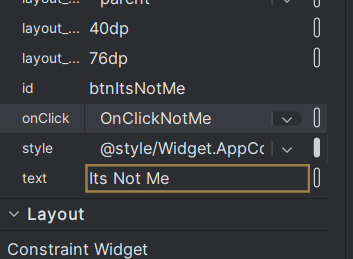 parent
layout_... 40dp
layout_... 76dp
id btnItsNotMe
onClick OnClickNotMe
style @style/Widget.AppCo
text Its Not Me
Layout
Constraint Widget